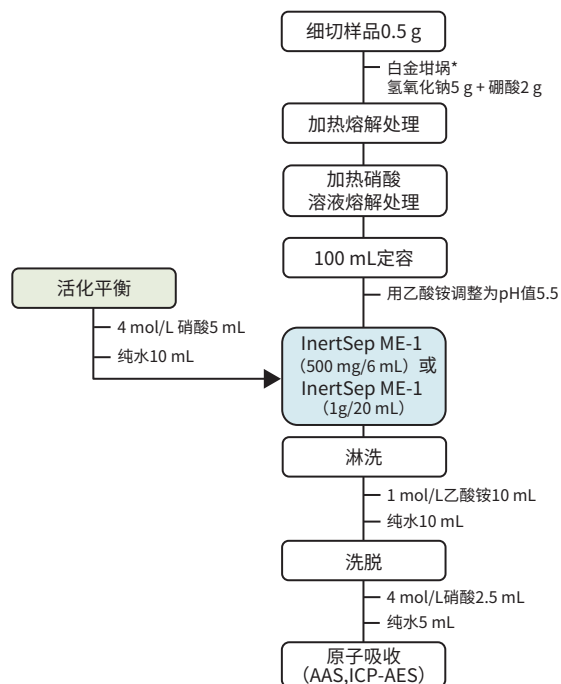 细切样品0.5 g
白金坩埚*
氢氧化钠5 g + 硼酸2 g
加热熔解处理
加热硝酸
溶液熔解处理
100 mL定容
用乙酸铵调整为pH值5.5
活化平衡
4 mol/L 硝酸5 mL
纯水10 mL
InertSep ME-1
（500 mg/6 mL）或
InertSep ME-1
（1g/20 mL）
淋洗
1 mol/L乙酸铵10 mL
纯水10 mL
洗脱
4 mol/L硝酸2.5 mL
纯水5 mL
原子吸收
（AAS,ICP-AES）